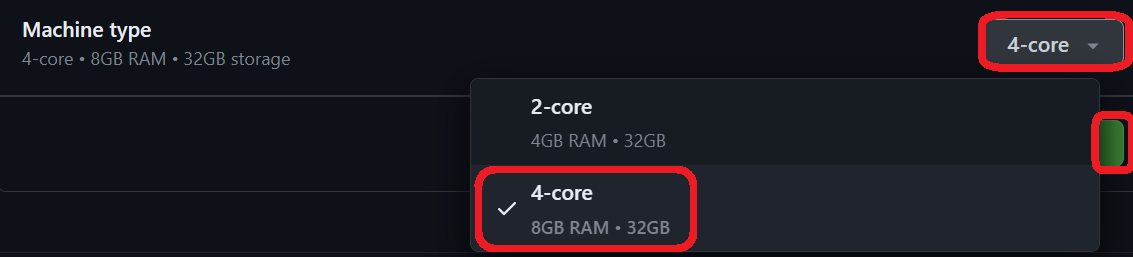 Machine type
4-core • 8GB RAM • 32GB storage
4-core
2-core
4GB RAM • 32GB
4-core
8GB RAM • 32GB